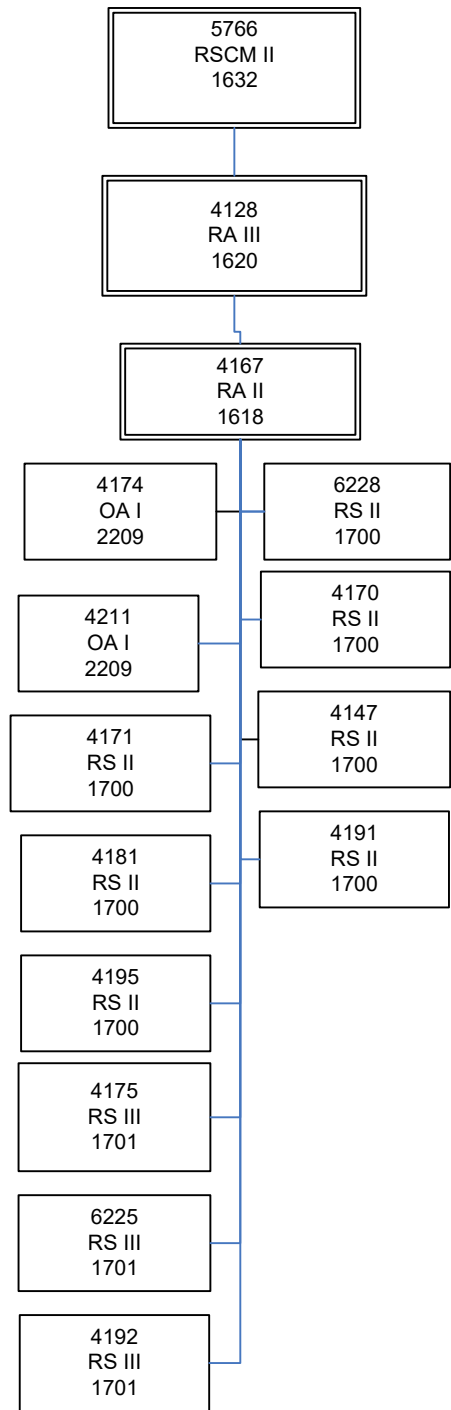 5766
RSCM II
1632
4128
RA III
1620
4167
RA II
1618
4174
OA I
2209
6228
RS II
1700
4211
OA I
2209
4170
RS II
1700
4171
RS II
1700
4147
RS II
1700
4181
RS II
1700
4191
RS II
1700
4195
RS II
1700
4175
RS III
1701
6225
RS III
1701
4192
RS III
1701